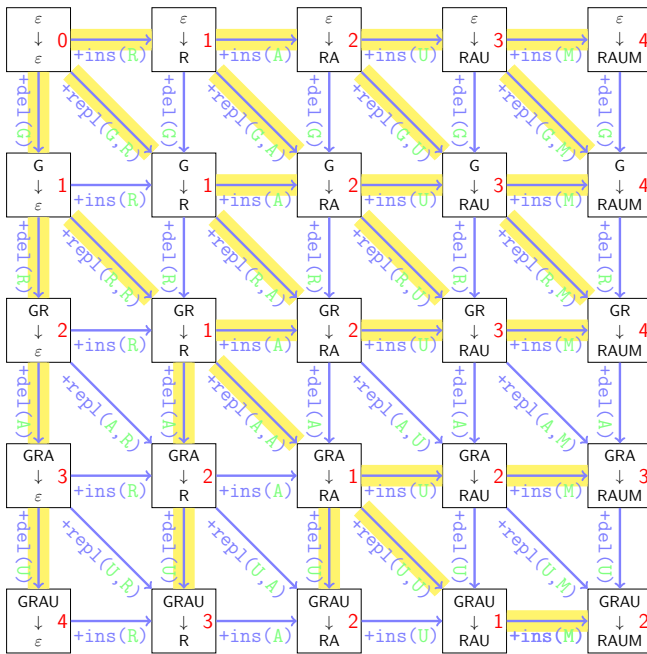 ε ε ε ε ε
↓ 0 ↓ 1 ↓ 2 ↓ 3 ↓ 4
ε +ins(R) R +ins(A) RA +ins(U) RAU +ins(M) RAUM
+del(G) +repl(G,R) +del(G) +repl(G,A) +del(G) +repl(G,U) +del(G) +repl(G,M) +del(G)
G G G G G
↓ 1 ↓ 1 ↓ 2 ↓ 3 ↓ 4
ε +ins(R) R +ins(A) RA +ins(U) RAU +ins(M) RAUM
+del(R) +repl(R,R) +del(R) +repl(R,A) +del(R) +repl(R,U) +del(R) +repl(R,M) +del(R)
GR GR GR GR GR
↓ 2 ↓ 1 ↓ 2 ↓ 3 ↓ 4
ε +ins(R) R +ins(A) RA +ins(U) RAU +ins(M) RAUM
+del(A) +repl(A,R) +del(A) +repl(A,A) +del(A) +repl(A,U) +del(A) +repl(A,M) +del(A)
GRA GRA GRA GRA GRA
↓ 3 ↓ 2 ↓ 1 ↓ 2 ↓ 3
ε +ins(R) R +ins(A) RA +ins(U) RAU +ins(M) RAUM
+del(U) +repl(U,R) +del(U) +repl(U,A) +del(U) +repl(U,U) +del(U) +repl(U,M) +del(U)
GRAU GRAU GRAU GRAU GRAU
↓ 4 ↓ 3 ↓ 2 ↓ 1 ↓ 2
ε +ins(R) R +ins(A) RA +ins(U) RAU +ins(M) RAUM